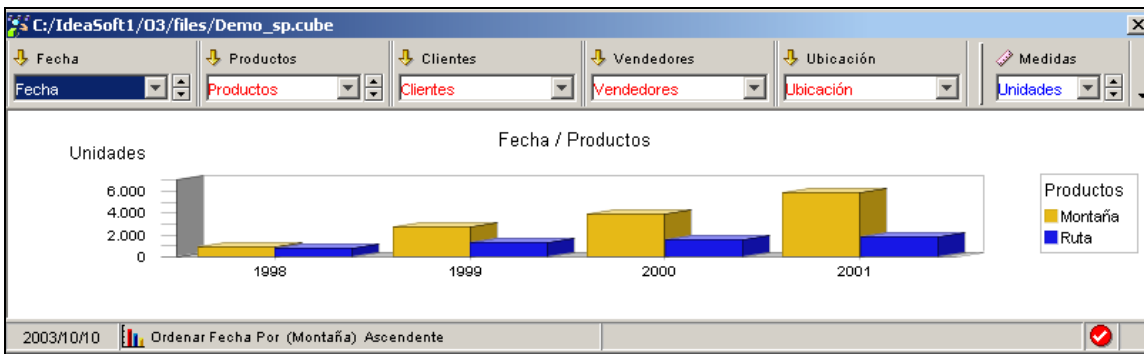 C:/IdeaSoft1/O3/files/Demo_sp.cube
Fecha Productos Clientes Vendedores Ubicación Medidas
Fecha Productos Clientes Vendedores Ubicación Unidades
Fecha / Productos
Unidades
6.000
4.000
2.000
0
1998 1999 2000 2001
Productos
Montaña
Ruta
2003/10/10 Ordenar Fecha Por (Montaña) Ascendente